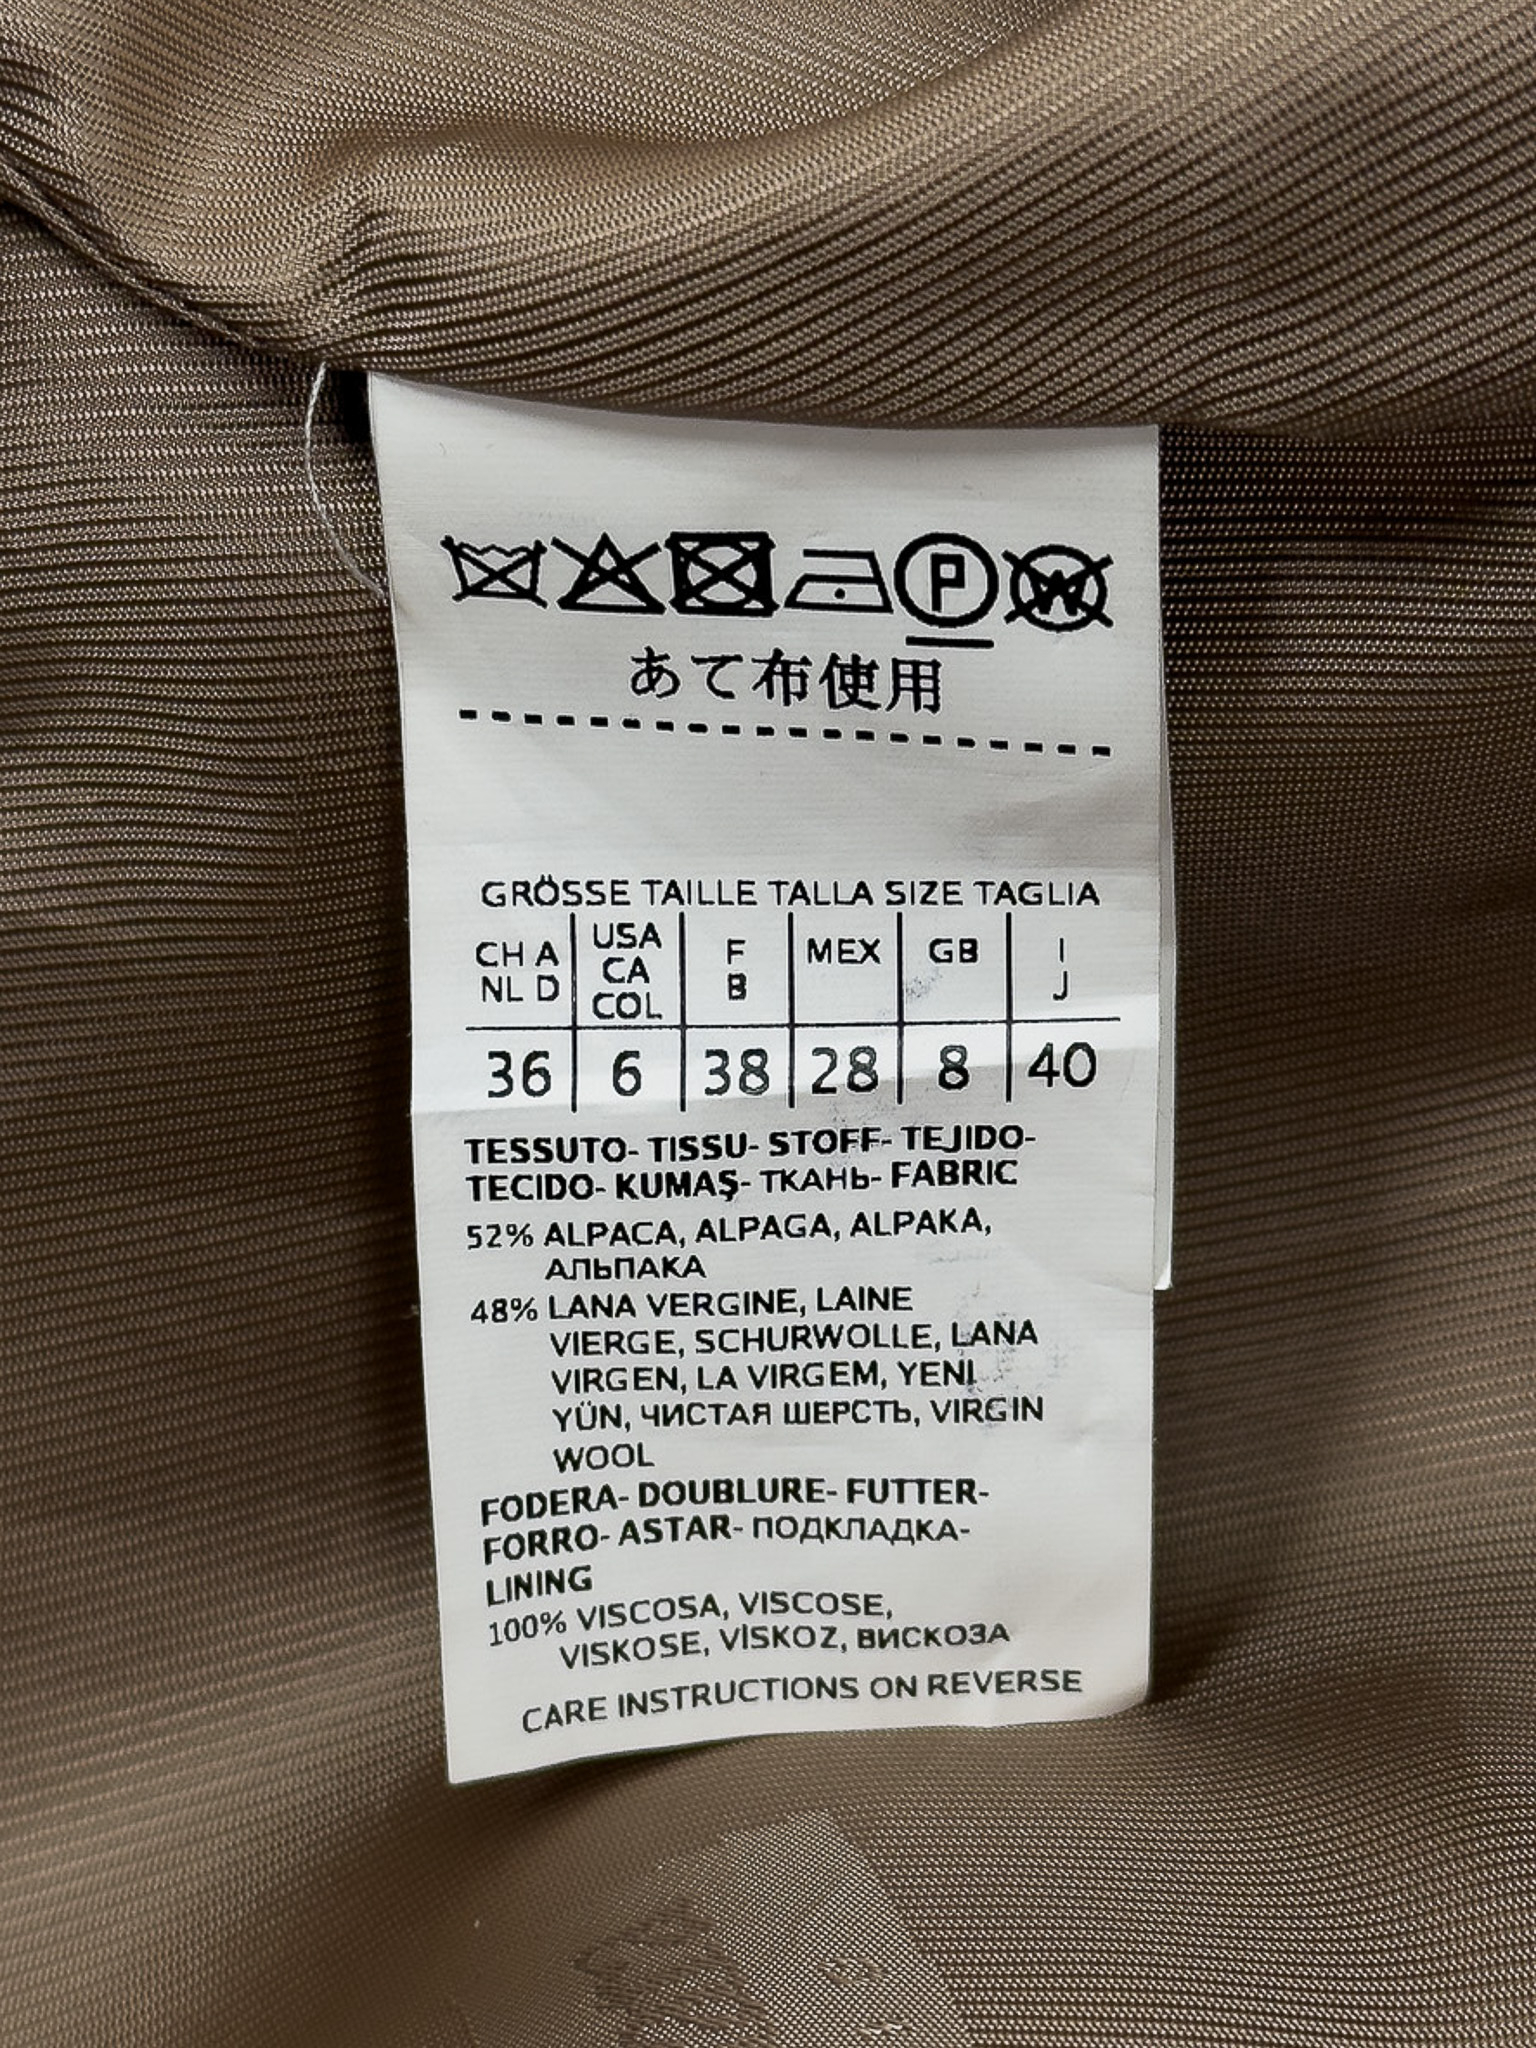 P W
あて布使用
GRÖSSE TAILLE TALLA SIZE TAGLIA
CH A NL D USA CA COL F B MEX GB I J
36 6 38 28 8 40
TESSUTO- TISSU- STOFF- TEJIDO-
TECIDO- KUMAŞ- ТКАНЬ- FABRIC
52% ALPACA, ALPAGA, ALPAKA,
АЛЬПАКА
48% LANA VERGINE, LAINE
VIERGE, SCHURWOLLE, LANA
VIRGEN, LA VIRGEM, YENI
YÜN, ЧИСТАЯ ШЕРСТЬ, VIRGIN
WOOL
FODERA- DOUBLURE- FUTTER-
FORRO- ASTAR- ПОДКЛАДКА-
LINING
100% VISCOSA, VISCOSE,
VISKOSE, VİSKOZ, ВИСКОЗА
CARE INSTRUCTIONS ON REVERSE